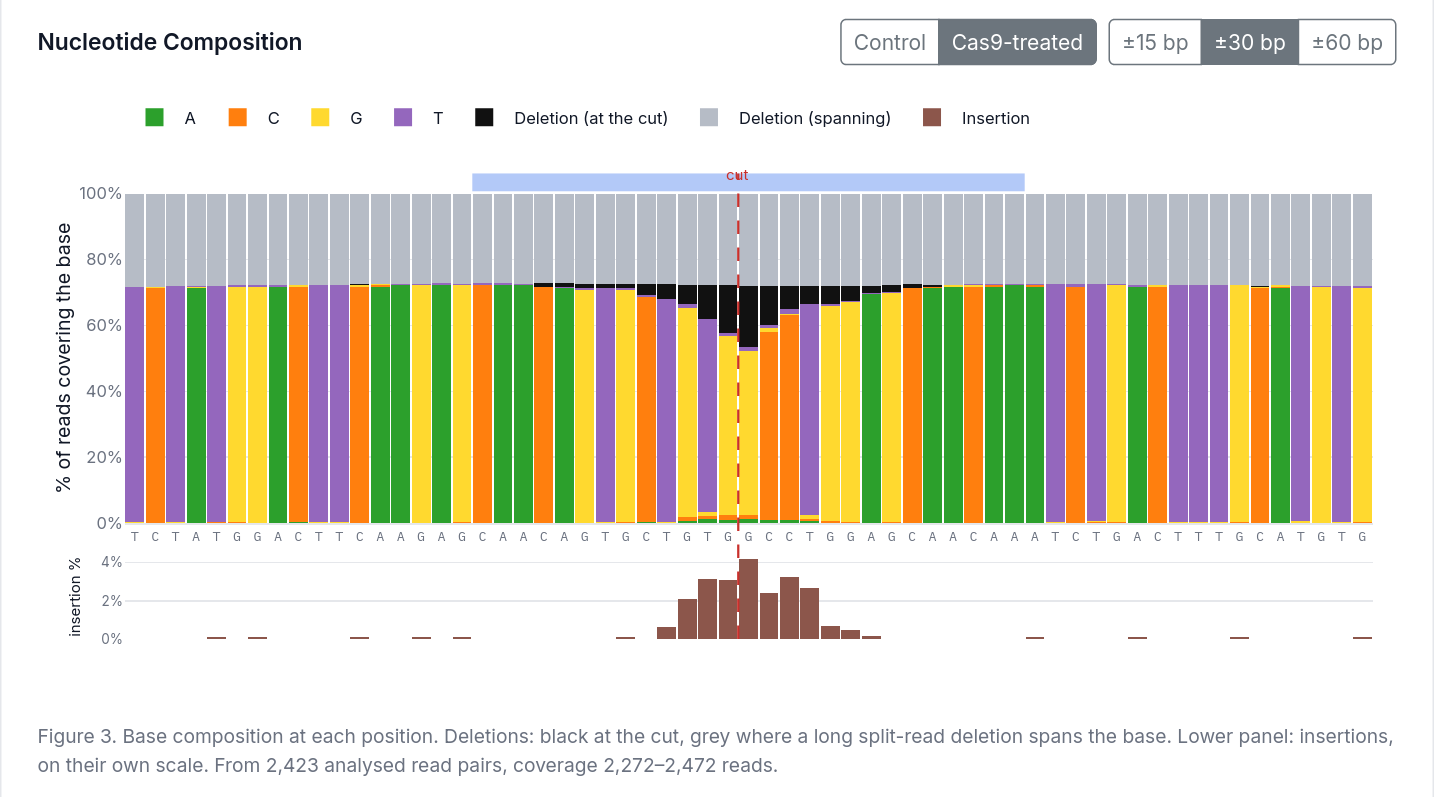 Nucleotide Composition
Control Cas9-treated ±15 bp ±30 bp ±60 bp
A C G T Deletion (at the cut) Deletion (spanning) Insertion
cut
% of reads covering the base
100%
80%
60%
40%
20%
0%
T C T A T G G A C T T C A A G A G C A A C A G T G C T G T G G C C T G G A G C A A C A A A T C T G A C T T T G C A T G T G
insertion %
4%
2%
0%
Figure 3. Base composition at each position. Deletions: black at the cut, grey where a long split-read deletion spans the base. Lower panel: insertions,
on their own scale. From 2,423 analysed read pairs, coverage 2,272–2,472 reads.